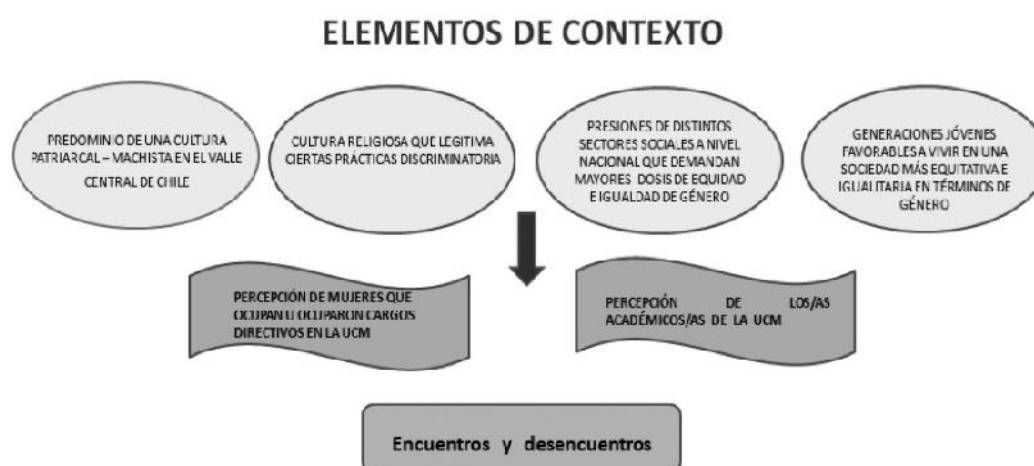 ELEMENTOS DE CONTEXTO
PREDOMINIO DE UNA CULTURA
PATRIARCAL – MACHISTA EN EL VALLE
CENTRAL DE CHILE
CULTURA RELIGIOSA QUE LEGITIMA
CIERTAS PRÁCTICAS DISCRIMINATORIA
PRESIONES DE DISTINTOS
SECTORES SOCIALES A NIVEL
NACIONAL QUE DEMANDAN
MAYORES DOSIS DE EQUIDAD
E IGUALDAD DE GÉNERO
GENERACIONES JÓVENES
FAVORABLES A VIVIR EN UNA
SOCIEDAD MÁS EQUITATIVA E
IGUALITARIA EN TÉRMINOS DE
GÉNERO
PERCEPCIÓN DE MUJERES QUE
OCUPAN U OCUPARON CARGOS
DIRECTIVOS EN LA UCM
PERCEPCIÓN DE LOS/AS
ACADÉMICOS/AS DE LA UCM
Encuentros y desencuentros